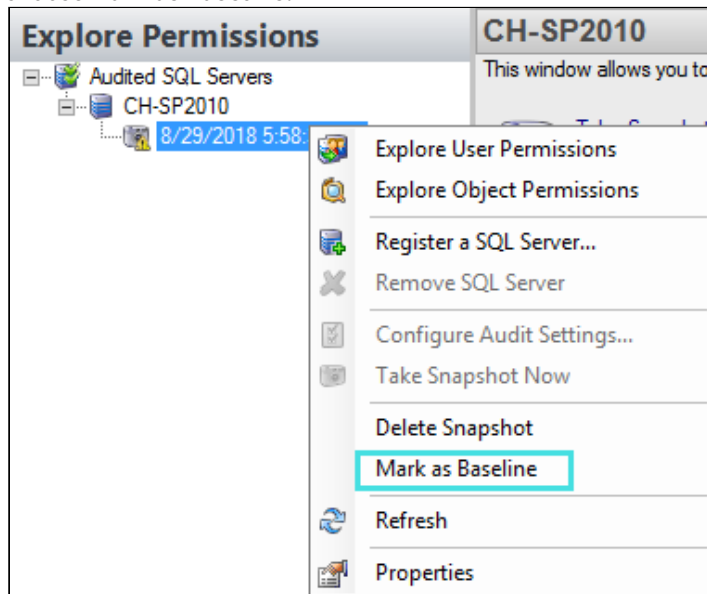 Explore Permissions
CH-SP2010
Audited SQL Servers
This window allows you to
CH-SP2010
8/29/2018 5:58:
Explore User Permissions
Explore Object Permissions
Register a SQL Server...
Remove SQL Server
Configure Audit Settings...
Take Snapshot Now
Delete Snapshot
Mark as Baseline
Refresh
Properties